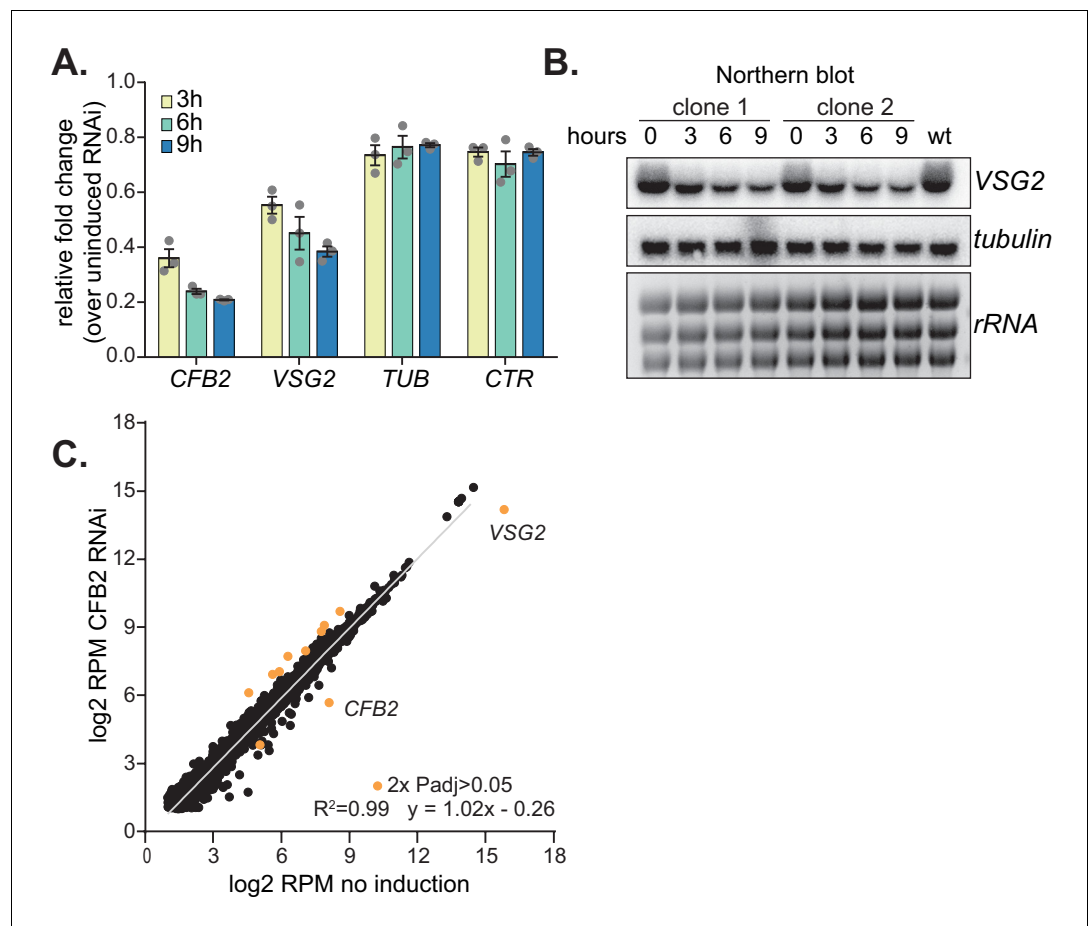 A.
relative fold change
(over uninduced RNAi)
1.0
0.8
0.6
0.4
0.2
0.0
3h
6h
9h
CFB2 VSG2 TUB CTR
B.
Northern blot
clone 1 clone 2
hours 0 3 6 9 0 3 6 9 wt
VSG2
tubulin
rRNA
C.
log2 RPM CFB2 RNAi
18
15
12
9
6
3
0
VSG2
CFB2
2x Padj>0.05
R²=0.99 y = 1.02x - 0.26
0 3 6 9 12 15 18
log2 RPM no induction